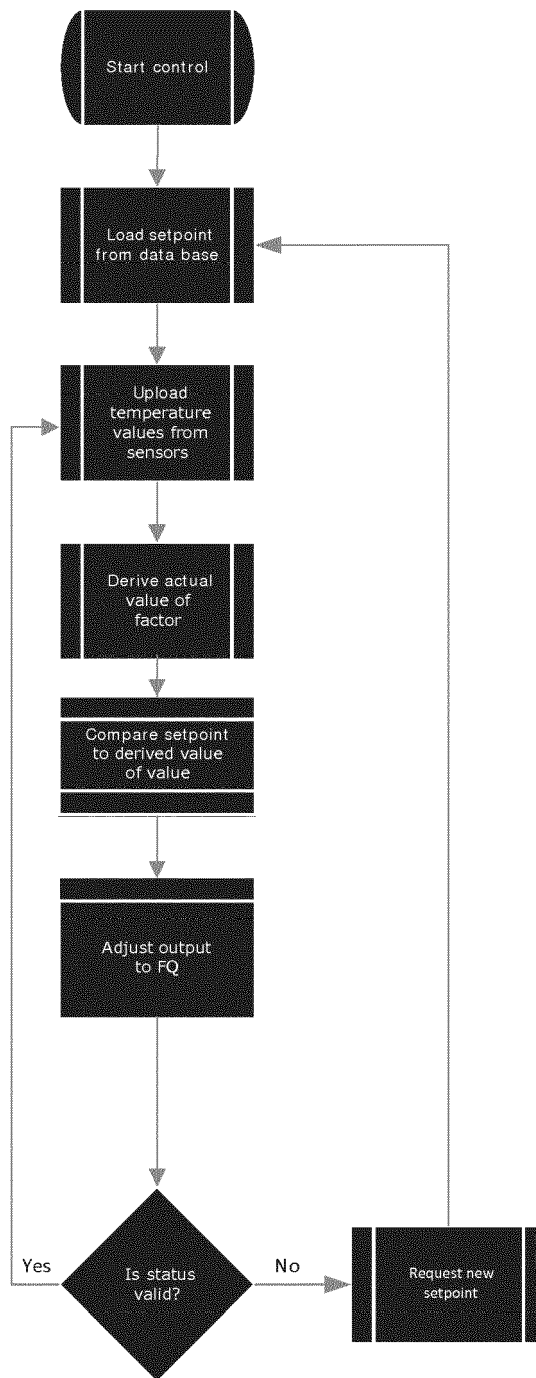 Start control
Load setpoint
from data base
Upload
temperature
values from
sensors
Derive actual
value of
factor
Compare setpoint
to derived value
of value
Adjust output
to FQ
Is status
valid?
Yes
No
Request new
setpoint